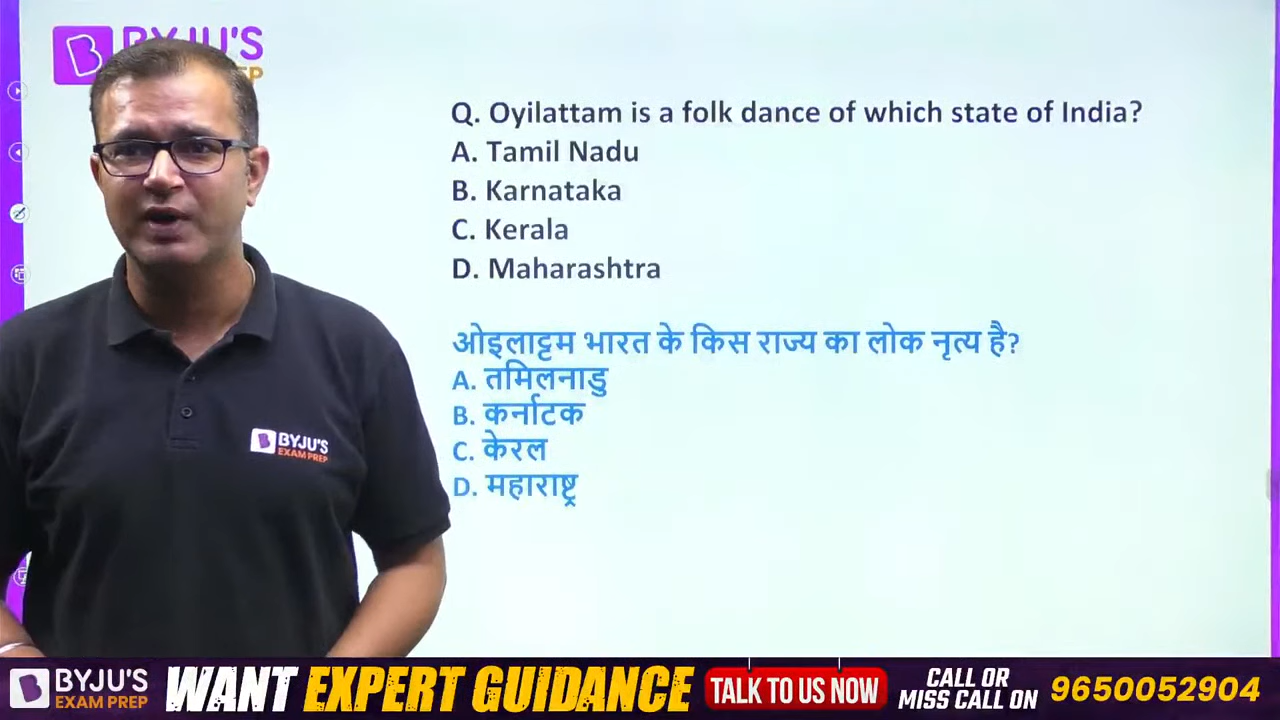 BYJU'S
EP
Q. Oyilattam is a folk dance of which state of India?
A. Tamil Nadu
B. Karnataka
C. Kerala
D. Maharashtra
ओइलाट्टम भारत के किस राज्य का लोक नृत्य है?
A. तमिलनाडु
B. कर्नाटक
C. केरल
D. महाराष्ट्र
BYJU'S
EXAM PREP
BYJU'S
EXAM PREP
WANT EXPERT GUIDANCE
TALK TO US NOW
CALL OR
MISS CALL ON
9650052904